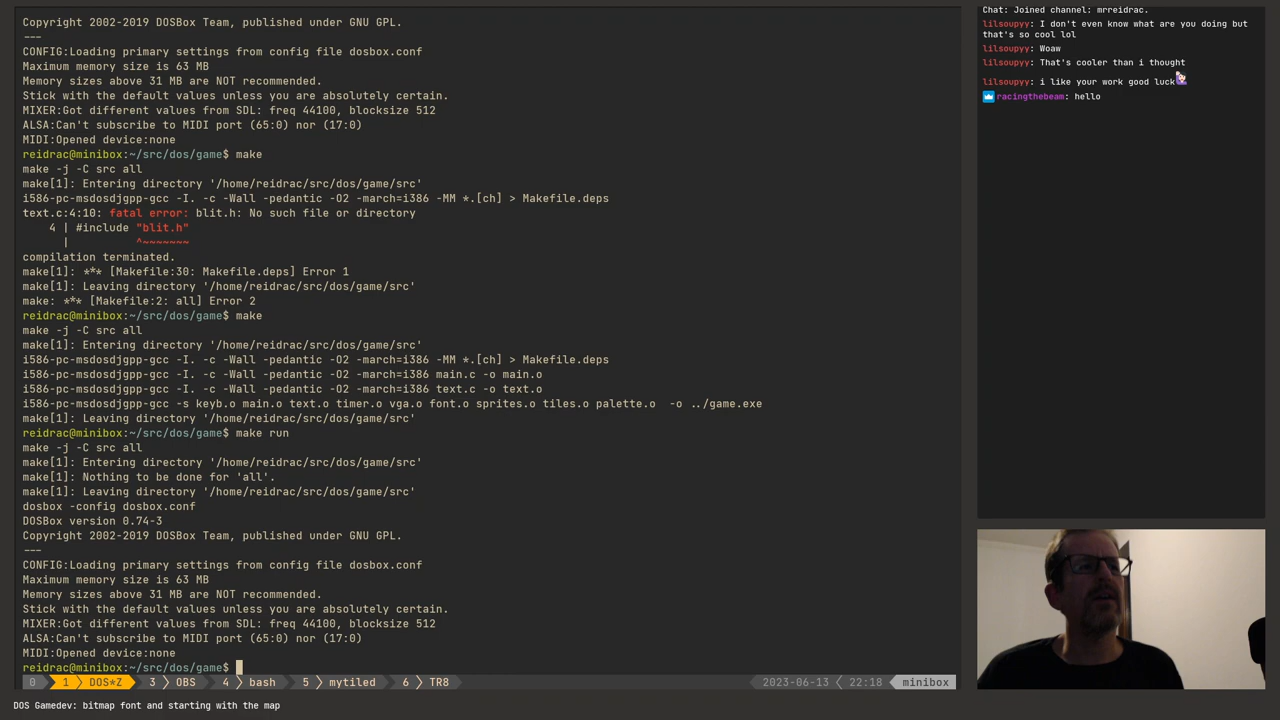 Copyright 2002-2019 DOSBox Team, published under GNU GPL.
---
CONFIG:Loading primary settings from config file dosbox.conf
Maximum memory size is 63 MB
Memory sizes above 31 MB are NOT recommended.
Stick with the default values unless you are absolutely certain.
MIXER:Got different values from SDL: freq 44100, blocksize 512
ALSA:Can't subscribe to MIDI port (65:0) nor (17:0)
MIDI:Opened device:none
reidrac@minibox:~/src/dos/game$ make
make -j -C src all
make[1]: Entering directory '/home/reidrac/src/dos/game/src'
i586-pc-msdosdjgpp-gcc -I. -c -Wall -pedantic -O2 -march=i386 -MM *.[ch] > Makefile.deps
text.c:4:10: fatal error: blit.h: No such file or directory
    4 | #include "blit.h"
      |          ^~~~~~~~
compilation terminated.
make[1]: *** [Makefile:30: Makefile.deps] Error 1
make[1]: Leaving directory '/home/reidrac/src/dos/game/src'
make: *** [Makefile:2: all] Error 2
reidrac@minibox:~/src/dos/game$ make
make -j -C src all
make[1]: Entering directory '/home/reidrac/src/dos/game/src'
i586-pc-msdosdjgpp-gcc -I. -c -Wall -pedantic -O2 -march=i386 -MM *.[ch] > Makefile.deps
i586-pc-msdosdjgpp-gcc -I. -c -Wall -pedantic -O2 -march=i386 main.c -o main.o
i586-pc-msdosdjgpp-gcc -I. -c -Wall -pedantic -O2 -march=i386 text.c -o text.o
i586-pc-msdosdjgpp-gcc -s keyb.o main.o text.o timer.o vga.o font.o sprites.o tiles.o palette.o  -o ../game.exe
make[1]: Leaving directory '/home/reidrac/src/dos/game/src'
reidrac@minibox:~/src/dos/game$ make run
make -j -C src all
make[1]: Entering directory '/home/reidrac/src/dos/game/src'
make[1]: Nothing to be done for 'all'.
make[1]: Leaving directory '/home/reidrac/src/dos/game/src'
dosbox -config dosbox.conf
DOSBox version 0.74-3
Copyright 2002-2019 DOSBox Team, published under GNU GPL.
---
CONFIG:Loading primary settings from config file dosbox.conf
Maximum memory size is 63 MB
Memory sizes above 31 MB are NOT recommended.
Stick with the default values unless you are absolutely certain.
MIXER:Got different values from SDL: freq 44100, blocksize 512
ALSA:Can't subscribe to MIDI port (65:0) nor (17:0)
MIDI:Opened device:none
reidrac@minibox:~/src/dos/game$
0 1 DOS*Z 3 OBS 4 bash 5 mytiled 6 TR8 2023-06-13 22:18 minibox
DOS Gamedev: bitmap font and starting with the map
Chat: Joined channel: mrreidrac.
lilsoupyy: I don't even know what are you doing but
that's so cool lol
lilsoupyy: Woaw
lilsoupyy: That's cooler than i thought
lilsoupyy: i like your work good luck
racingthebeam: hello